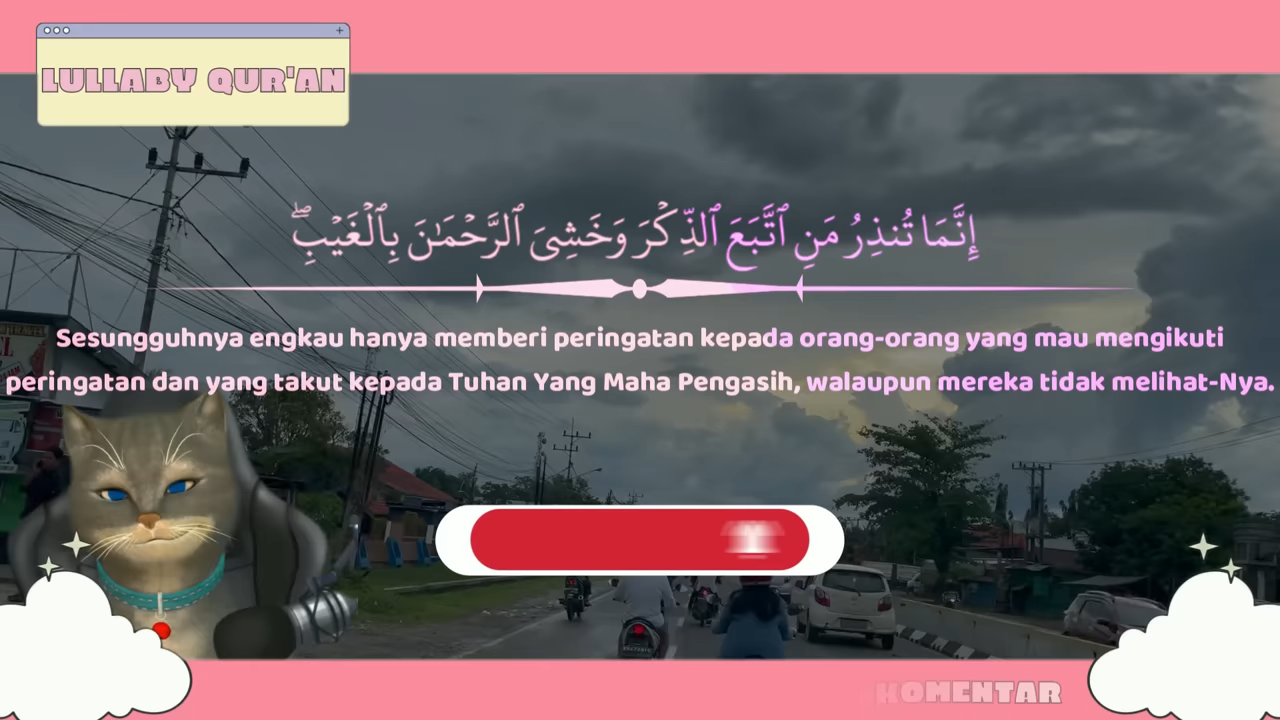 LULLABY QUR'AN
إِنَّمَا تُنذِرُ مَنِ ٱتَّبَعَ ٱلذِّكْرَ وَخَشِىَ ٱلرَّحْمَـٰنَ بِٱلْغَيْبِ ۖ
Sesungguhnya engkau hanya memberi peringatan kepada orang-orang yang mau mengikuti
peringatan dan yang takut kepada Tuhan Yang Maha Pengasih, walaupun mereka tidak melihat-Nya.
KOMENTAR